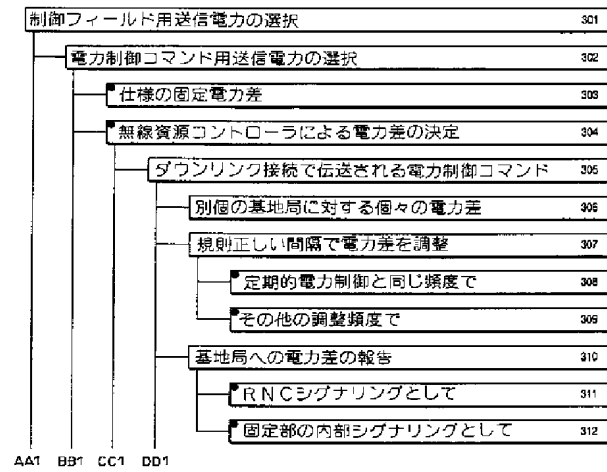 制御フィールド用送信電力の選択 301
電力制御コマンド用送信電力の選択 302
仕様の固定電力差 303
無線資源コントローラによる電力差の決定 304
ダウンリンク接続で伝送される電力制御コマンド 305
別個の基地局に対する個々の電力差 306
規則正しい間隔で電力差を調整 307
定期的電力制御と同じ頻度で 308
その他の調整頻度で 309
基地局への電力差の報告 310
RNCシグナリングとして 311
固定部の内部シグナリングとして 312
AA1 BB1 CC1 DD1